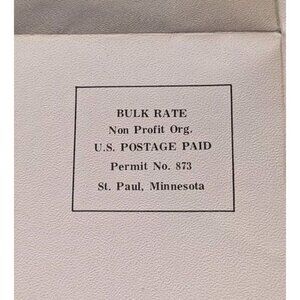 BULK RATE
Non Profit Org.
U.S. POSTAGE PAID
Permit No. 873
St. Paul, Minnesota